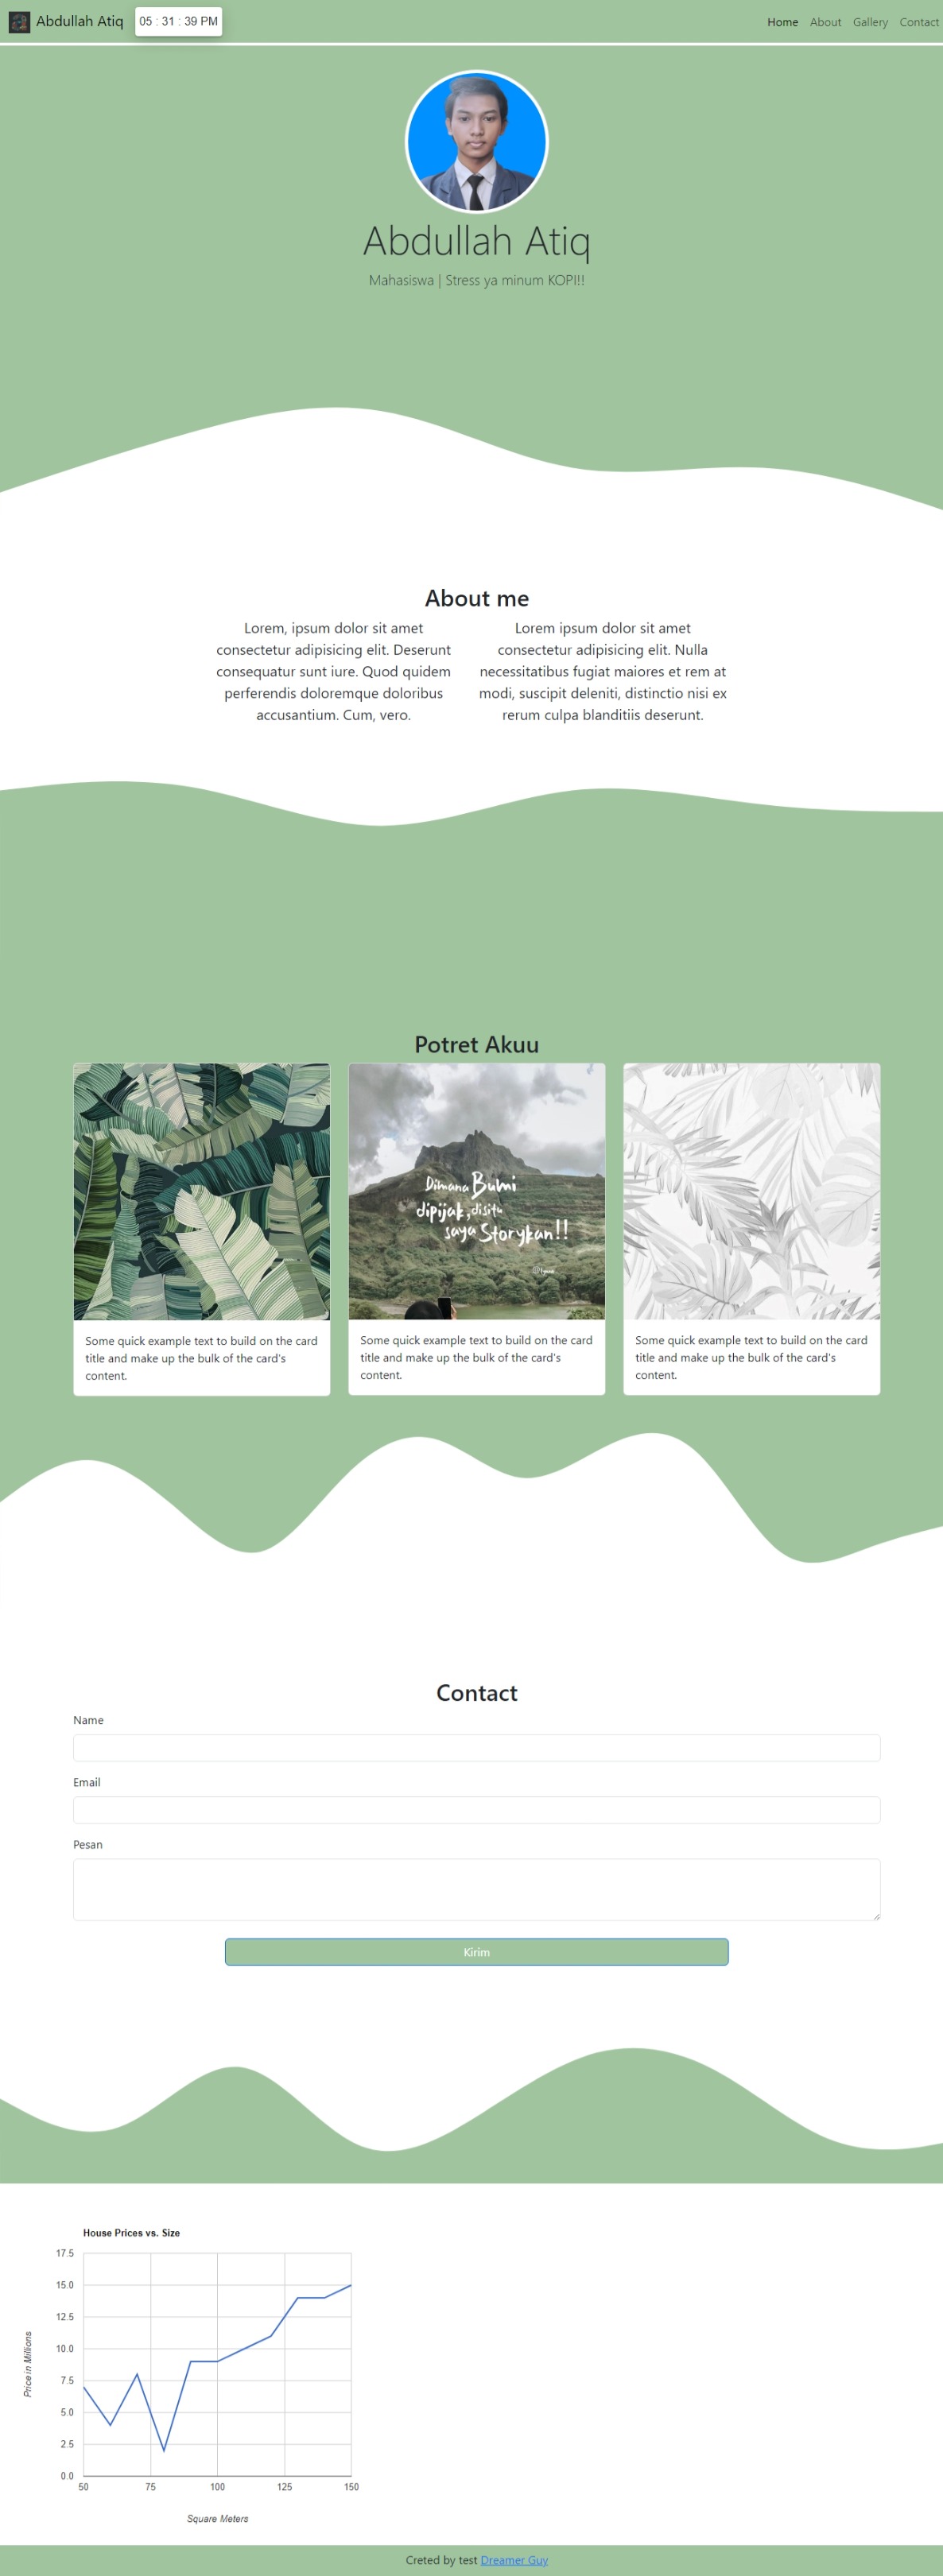 Abdullah Atiq 05 : 31 : 39 PM Home About Gallery Contact
Abdullah Atiq
Mahasiswa | Stress ya minum KOPI!!
About me
Lorem, ipsum dolor sit amet
consectetur adipisicing elit. Deserunt
consequatur sunt iure. Quod quidem
perferendis doloremque doloribus
accusantium. Cum, vero.
Lorem ipsum dolor sit amet
consectetur adipisicing elit. Nulla
necessitatibus fugiat maiores et rem at
modi, suscipit deleniti, distinctio nisi ex
rerum culpa blanditiis deserunt.
Potret Akuu
Some quick example text to build on the card
title and make up the bulk of the card's
content.
Dimana Bumi
dipijak, disitu
saya Storykan!!
Some quick example text to build on the card
title and make up the bulk of the card's
content.
Some quick example text to build on the card
title and make up the bulk of the card's
content.
Contact
Name
Email
Pesan
Kirim
House Prices vs. Size
Price in Millions
17.5
15.0
12.5
10.0
7.5
5.0
2.5
0.0
50 75 100 125 150
Square Meters
Creted by test Dreamer Guy